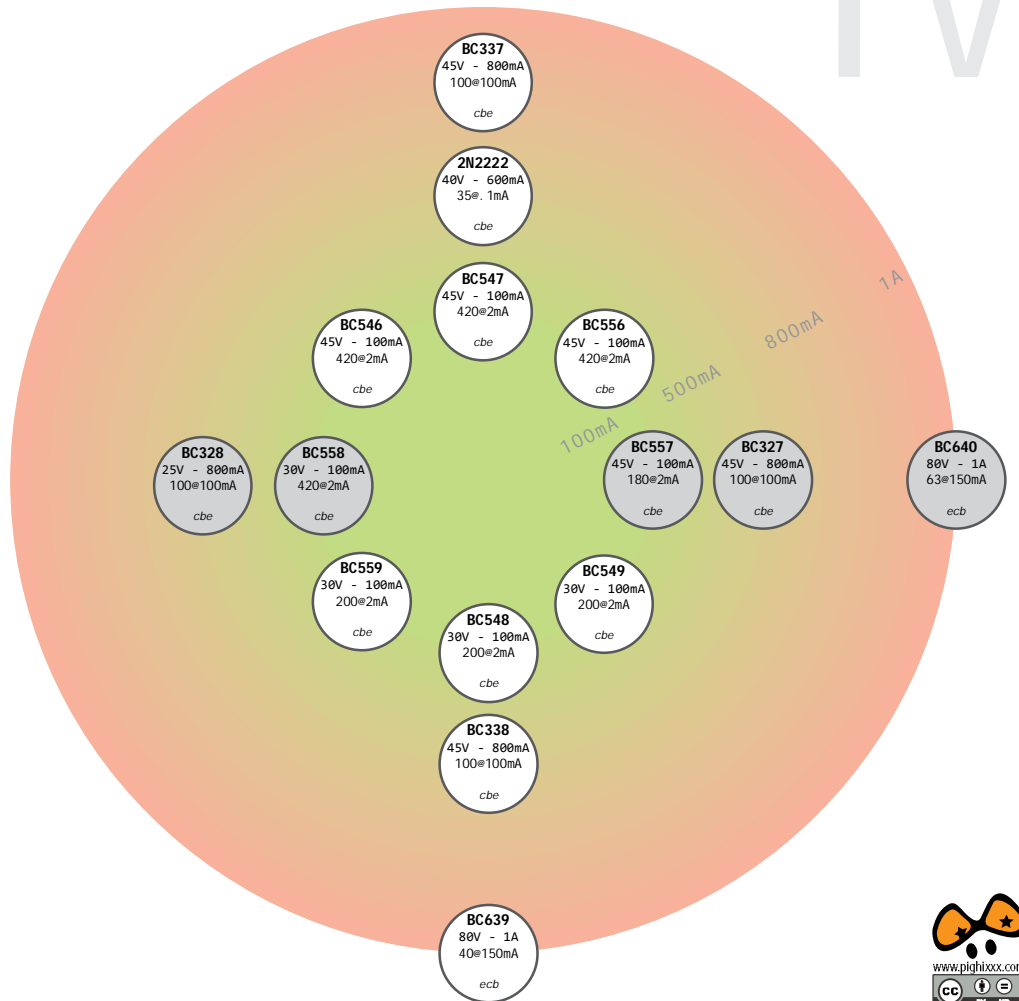 BC337
45V - 800mA
100@100mA
cbe
2N2222
40V - 600mA
35@.1mA
cbe
BC547
45V - 100mA
420@2mA
cbe
BC546
45V - 100mA
420@2mA
cbe
BC556
45V - 100mA
420@2mA
cbe
1A
800mA
500mA
100mA
BC328
25V - 800mA
100@100mA
cbe
BC558
30V - 100mA
420@2mA
cbe
BC557
45V - 100mA
180@2mA
cbe
BC327
45V - 800mA
100@100mA
cbe
BC640
80V - 1A
63@150mA
ecb
BC559
30V - 100mA
200@2mA
cbe
BC549
30V - 100mA
200@2mA
cbe
BC548
30V - 100mA
200@2mA
cbe
BC338
45V - 800mA
100@100mA
cbe
BC639
80V - 1A
40@150mA
ecb
www.pighixxx.com
cc